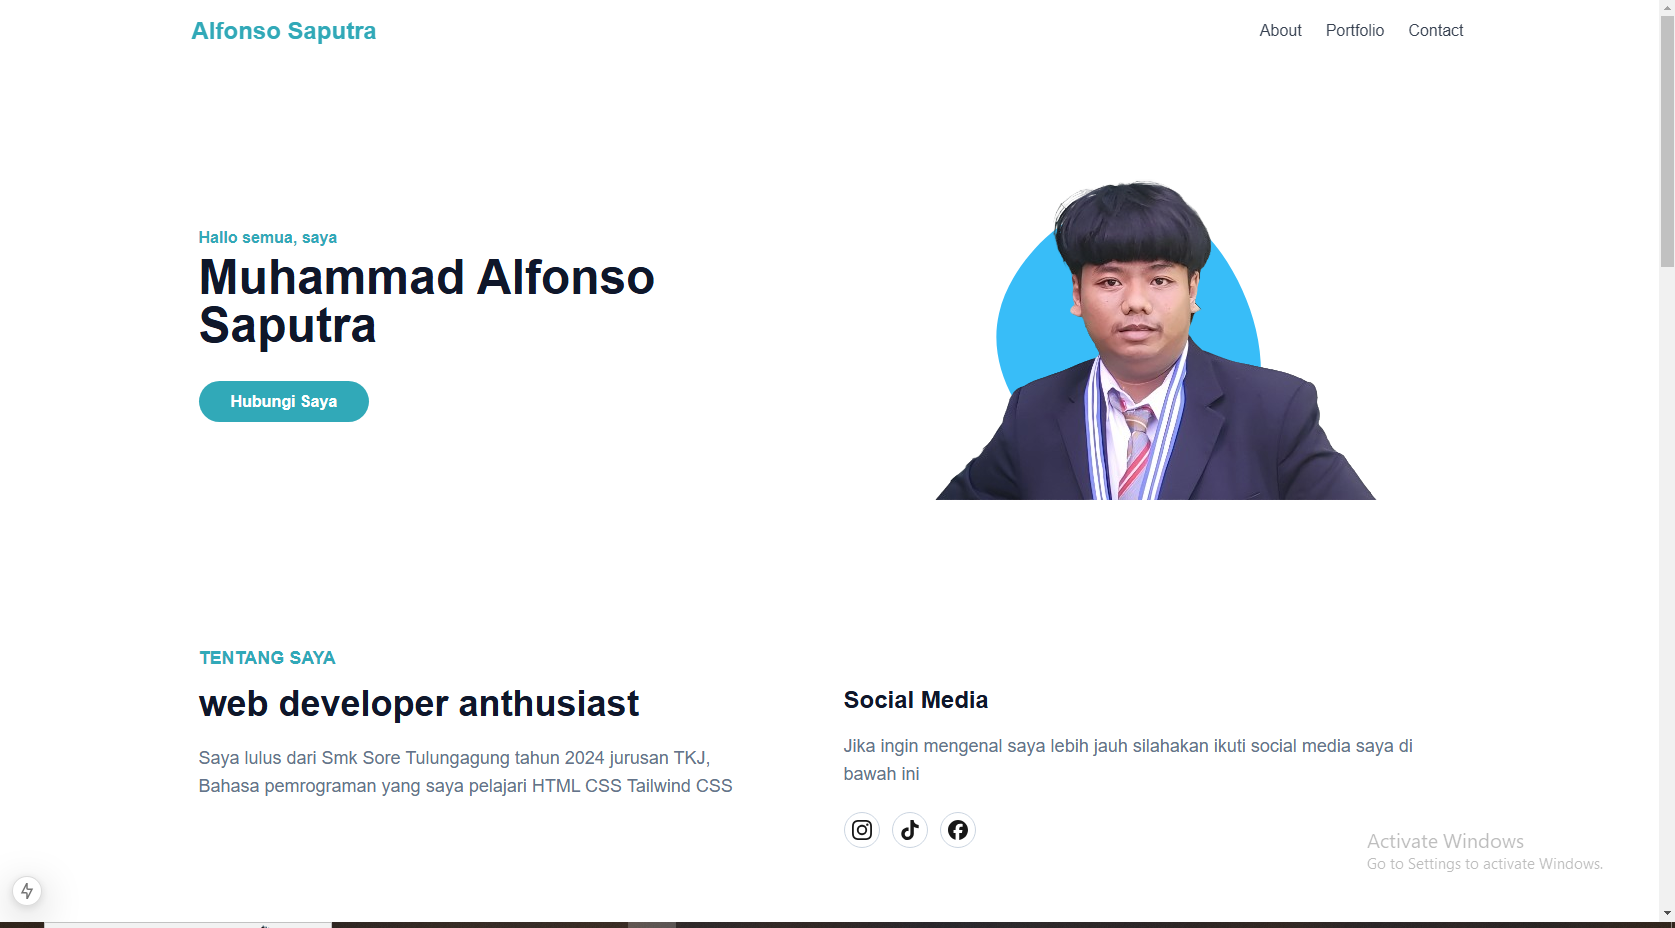 Alfonso Saputra
About Portfolio Contact
Hallo semua, saya
Muhammad Alfonso
Saputra
Hubungi Saya
TENTANG SAYA
web developer anthusiast
Saya lulus dari Smk Sore Tulungagung tahun 2024 jurusan TKJ,
Bahasa pemrograman yang saya pelajari HTML CSS Tailwind CSS
Social Media
Jika ingin mengenal saya lebih jauh silahakan ikuti social media saya di
bawah ini
Activate Windows
Go to Settings to activate Windows.